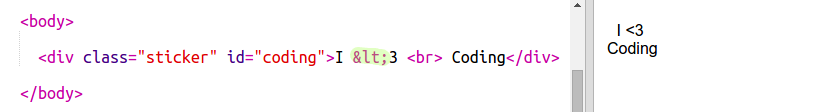 <body>
<div class="sticker" id="coding">I &lt;3 <br> Coding</div>
</body>
I <3
Coding